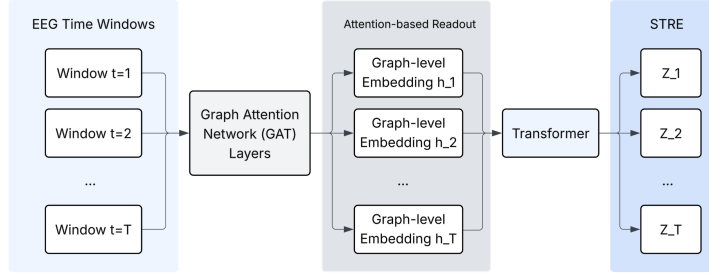 EEG Time Windows
Window t=1
Window t=2
...
Window t=T
Graph Attention
Network (GAT)
Layers
Attention-based Readout
Graph-level
Embedding h_1
Graph-level
Embedding h_2
...
Graph-level
Embedding h_T
Transformer
STRE
Z_1
Z_2
...
Z_T